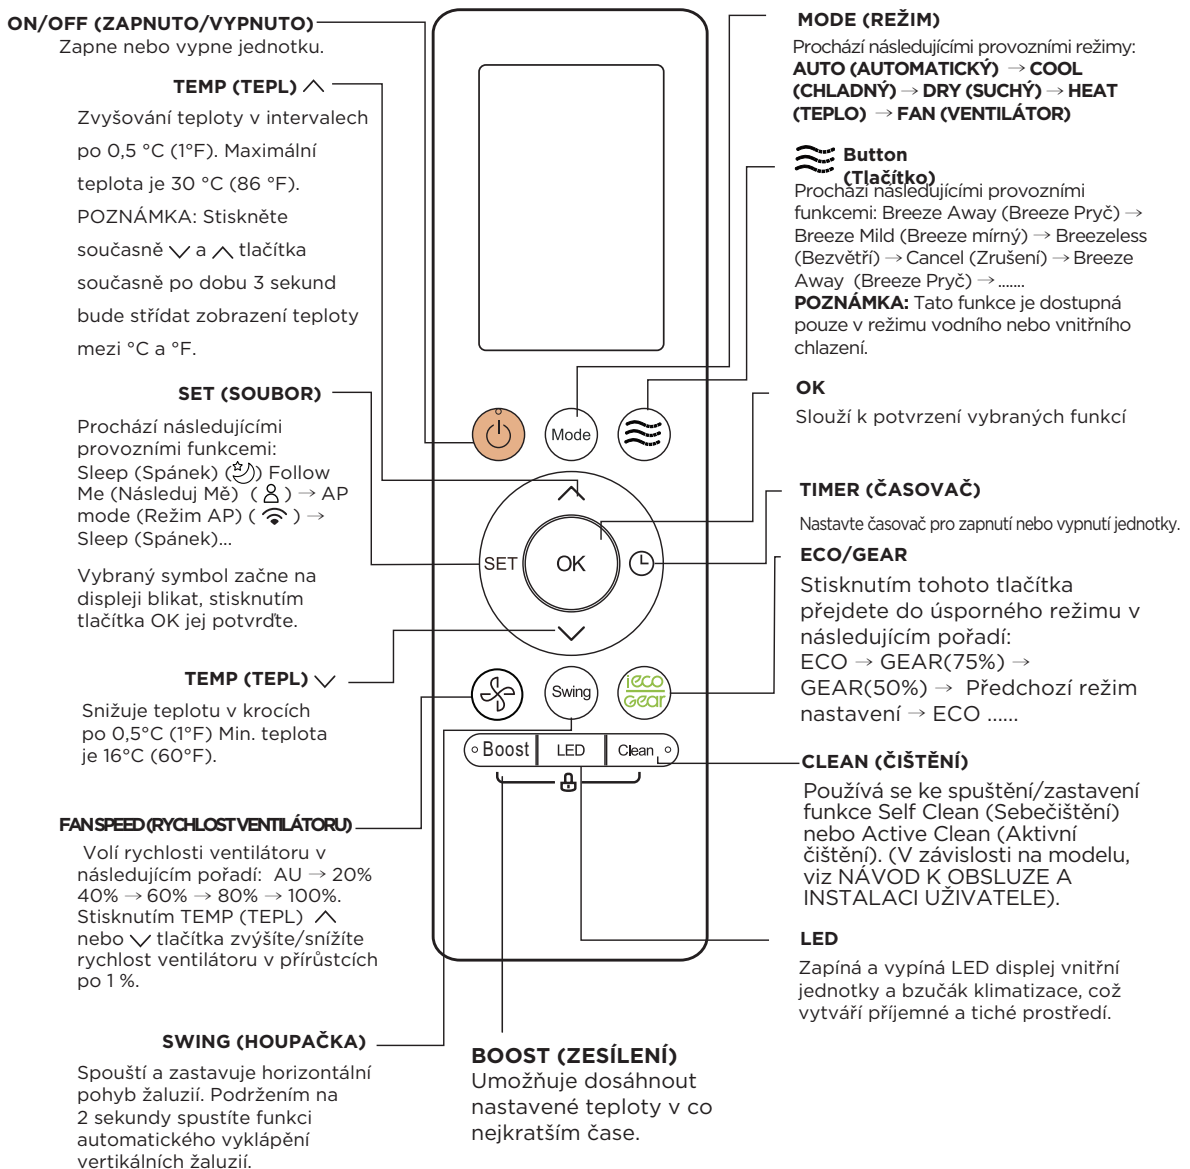 ON/OFF (ZAPNUTO/VYPNUTO)
Zapne nebo vypne jednotku.
TEMP (TEPL)
Zvyšování teploty v intervalech
po 0,5 °C (1°F). Maximální
teplota je 30 °C (86 °F).
POZNÁMKA: Stiskněte
současně a tlačítka
současně po dobu 3 sekund
bude střídat zobrazení teploty
mezi °C a °F.
SET (SOUBOR)
Prochází následujícími
provozními funkcemi:
Sleep (Spánek) ( ) Follow
Me (Následuj Mě) ( ) → AP
mode (Režim AP) ( ) →
Sleep (Spánek)...
Vybraný symbol začne na
displeji blikat, stisknutím
tlačítka OK jej potvrďte.
TEMP (TEPL)
Snižuje teplotu v krocích
po 0,5°C (1°F) Min. teplota
je 16°C (60°F).
FAN SPEED (RYCHLOST VENTILÁTORU)
Volí rychlosti ventilátoru v
následujícím pořadí: AU → 20%
40% → 60% → 80% → 100%.
Stisknutím TEMP (TEPL)
nebo tlačítka zvýšíte/snížíte
rychlost ventilátoru v přírůstcích
po 1 %.
SWING (HOUPAČKA)
Spouští a zastavuje horizontální
pohyb žaluzií. Podržením na
2 sekundy spustíte funkci
automatického vyklápění
vertikálních žaluzií.
Mode
SET
OK
Swing
ieco
Gear
Boost
LED
Clean
BOOST (ZESÍLENÍ)
Umožňuje dosáhnout
nastavené teploty v co
nejkratším čase.
MODE (REŽIM)
Prochází následujícími provozními režimy:
AUTO (AUTOMATICKÝ) → COOL
(CHLADNÝ) → DRY (SUCHÝ) → HEAT
(TEPLO) → FAN (VENTILÁTOR)
Button
(Tlačítko)
Prochází následujícími provozními
funkcemi: Breeze Away (Breeze Pryč) →
Breeze Mild (Breeze mírný) → Breezeless
(Bezvětří) → Cancel (Zrušení) → Breeze
Away (Breeze Pryč) → .......
POZNÁMKA: Tato funkce je dostupná
pouze v režimu vodního nebo vnitřního
chlazení.
OK
Slouží k potvrzení vybraných funkcí
TIMER (ČASOVAČ)
Nastavte časovač pro zapnutí nebo vypnutí jednotky.
ECO/GEAR
Stisknutím tohoto tlačítka
přejdete do úsporného režimu v
následujícím pořadí:
ECO → GEAR(75%) →
GEAR(50%) → Předchozí režim
nastavení → ECO ......
CLEAN (ČIŠTĚNÍ)
Používá se ke spuštění/zastavení
funkce Self Clean (Sebečištění)
nebo Active Clean (Aktivní
čištění). (V závislosti na modelu,
viz NÁVOD K OBSLUZE A
INSTALACI UŽIVATELE).
LED
Zapíná a vypíná LED displej vnitřní
jednotky a bzučák klimatizace, což
vytváří příjemné a tiché prostředí.